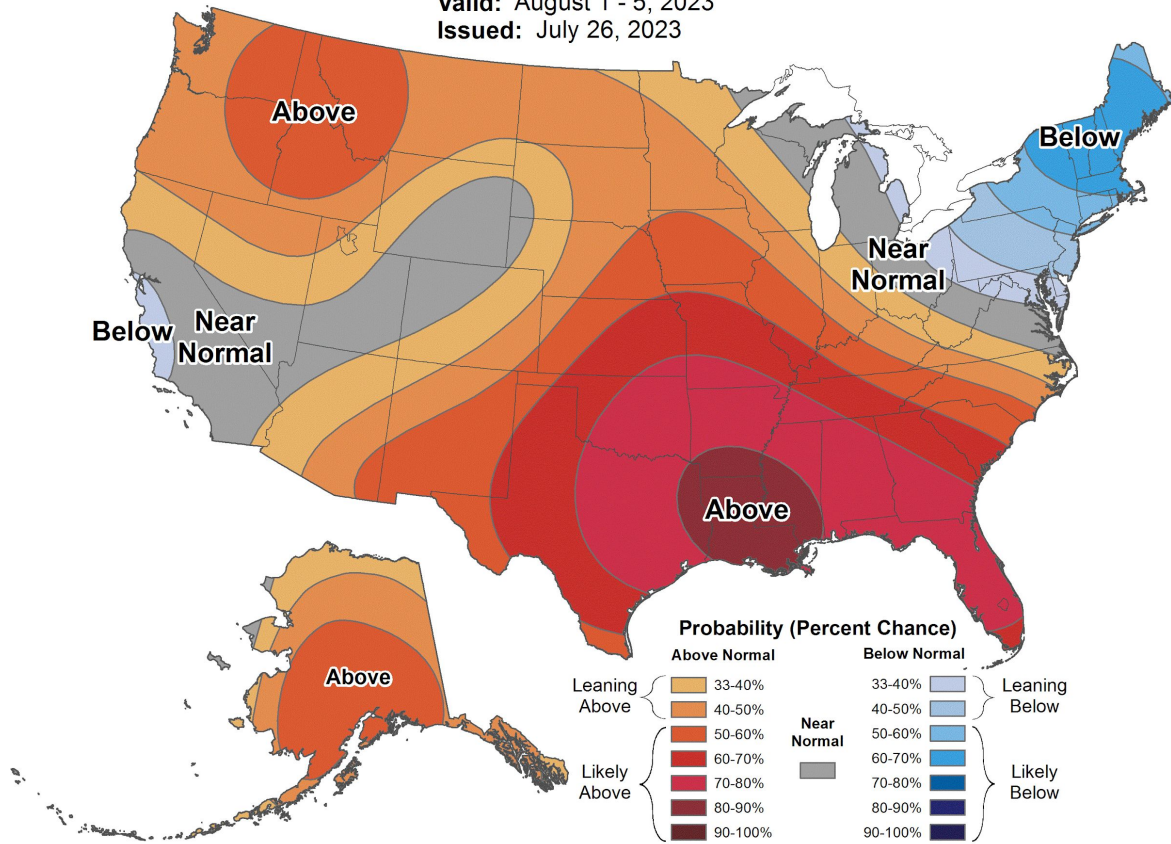 Valid: August 1 - 5, 2023
Issued: July 26, 2023
Above
Below
Near
Normal
Below
Near
Normal
Above
Above
Probability (Percent Chance)
Above Normal
Below Normal
Leaning
Above
33-40%
40-50%
Likely
Above
50-60%
60-70%
70-80%
80-90%
90-100%
Near
Normal
33-40%
40-50%
Leaning
Below
50-60%
60-70%
70-80%
80-90%
90-100%
Likely
Below